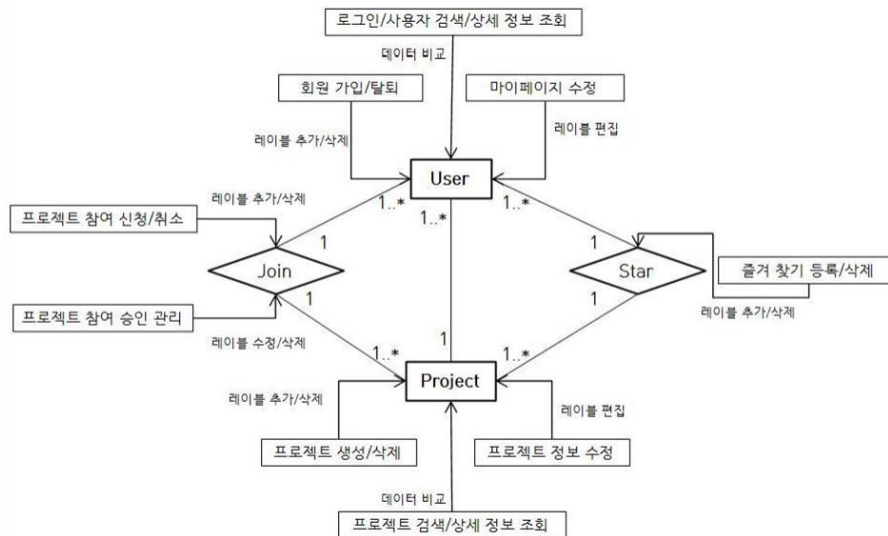 로그인/사용자 검색/상세 정보 조회
데이터 비교
회원 가입/탈퇴
마이페이지 수정
레이블 추가/삭제
레이블 편집
User
레이블 추가/삭제
1..*
1..*
1..*
프로젝트 참여 신청/취소
1
1
Join
Star
즐겨 찾기 등록/삭제
1
1
프로젝트 참여 승인 관리
레이블 추가/삭제
레이블 수정/삭제
1..*
1
1..*
Project
레이블 추가/삭제
레이블 편집
프로젝트 생성/삭제
프로젝트 정보 수정
데이터 비교
프로젝트 검색/상세 정보 조회